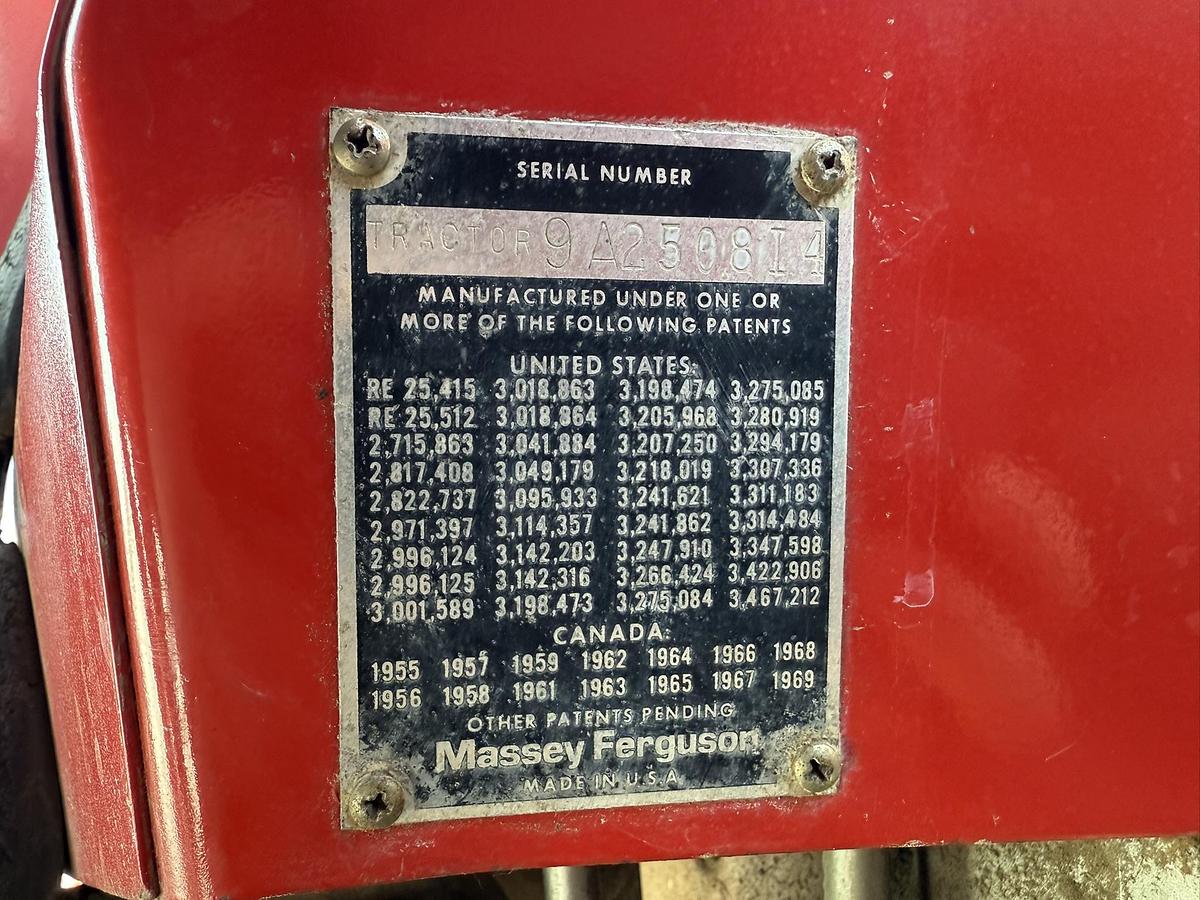 SERIAL NUMBER
TRACTOR 9A250814
MANUFACTURED UNDER ONE OR
MORE OF THE FOLLOWING PATENTS
UNITED STATES:
RE 25,415 3,018,863 3,198,474 3,275,085
RE 25,512 3,018,864 3,205,968 3,280,919
2,715,863 3,041,884 3,207,250 3,294,179
2,817,408 3,049,179 3,218,019 3,307,336
2,822,737 3,095,933 3,241,621 3,311,183
2,971,397 3,114,357 3,241,862 3,314,484
2,996,124 3,142,203 3,247,910 3,347,598
2,996,125 3,142,316 3,266,424 3,422,906
3,001,589 3,198,473 3,275,084 3,467,212
CANADA:
1955 1957 1959 1962 1964 1966 1968
1956 1958 1961 1963 1965 1967 1969
OTHER PATENTS PENDING
Massey Ferguson
MADE IN U.S.A